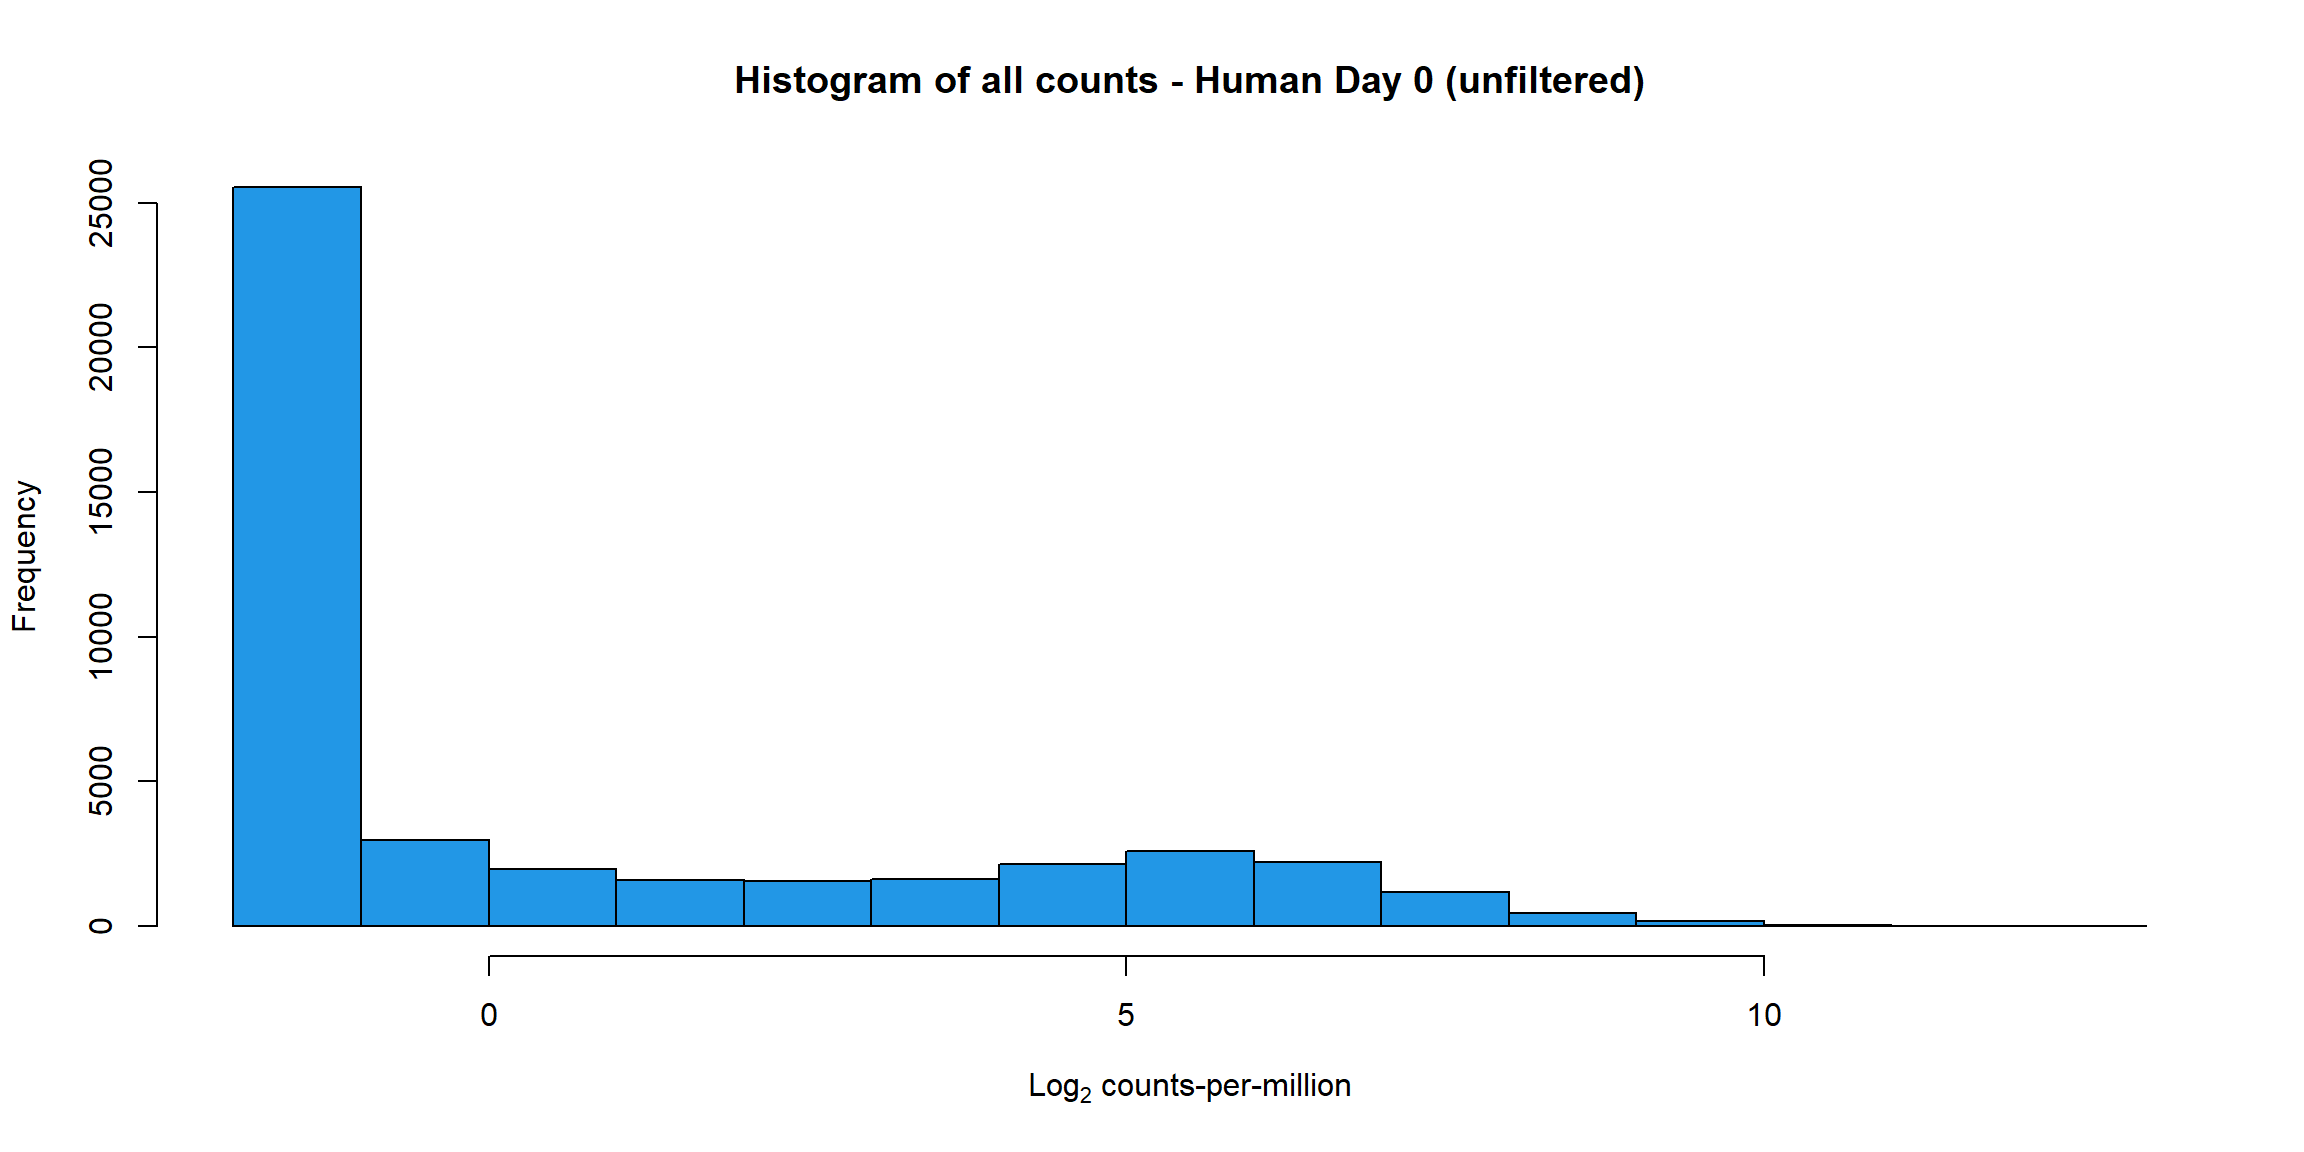 Histogram of all counts - Human Day 0 (unfiltered)
Frequency
25000
20000
15000
10000
5000
0
0 5 10
Log₂ counts-per-million